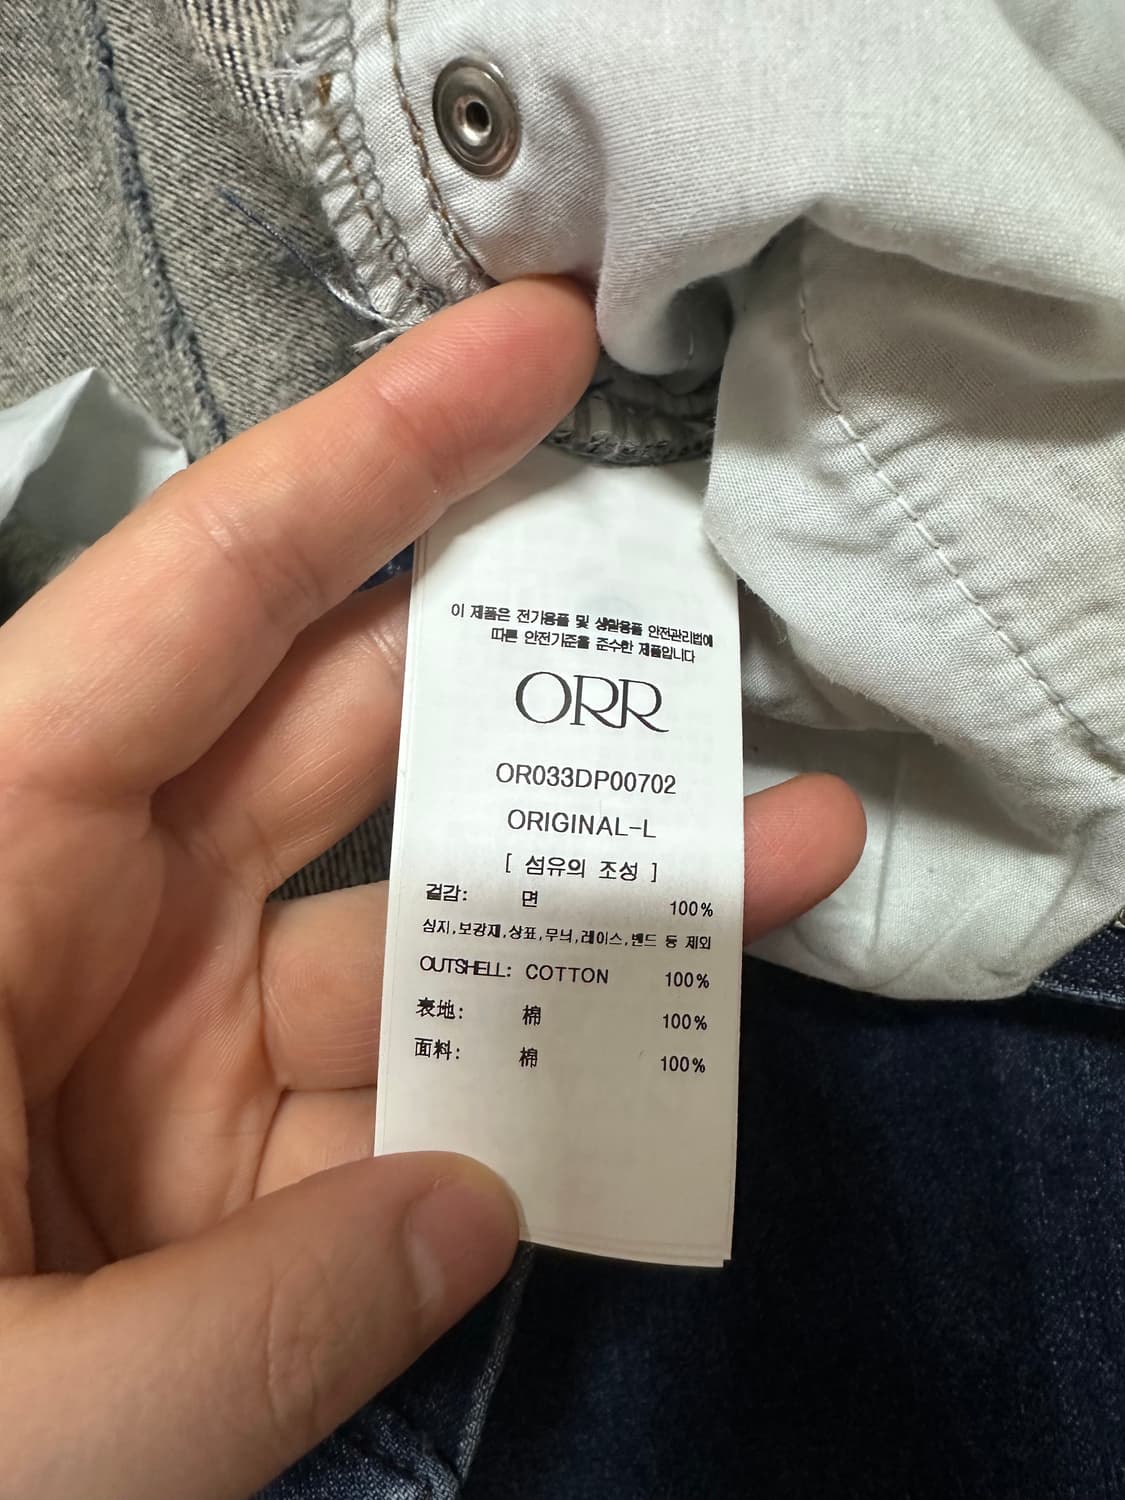 이 제품은 전기용품 및 생활용품 안전관리법에
따른 안전기준을 준수한 제품입니다
ORR
OR033DP00702
ORIGINAL-L
[ 섬유의 조성 ]
겉감: 면 100%
심지,보강재,상표,무늬,레이스,밴드 등 제외
OUTSHELL: COTTON 100%
表地: 棉 100%
面料: 棉 100%